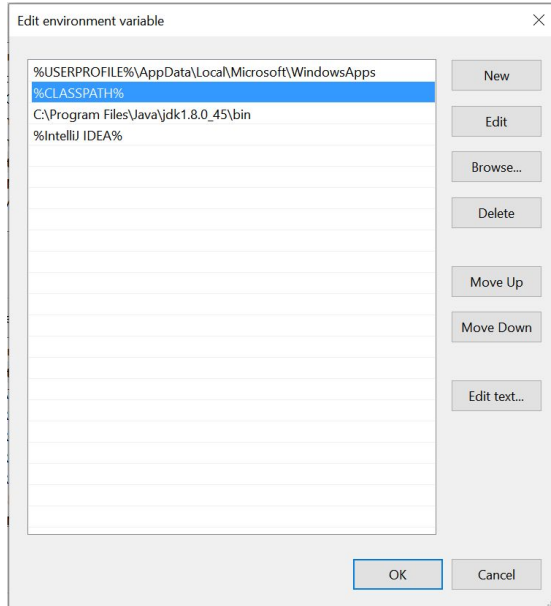 Edit environment variable
%USERPROFILE%\AppData\Local\Microsoft\WindowsApps
%CLASSPATH%
C:\Program Files\Java\jdk1.8.0_45\bin
%IntelliJ IDEA%
New
Edit
Browse...
Delete
Move Up
Move Down
Edit text...
OK
Cancel